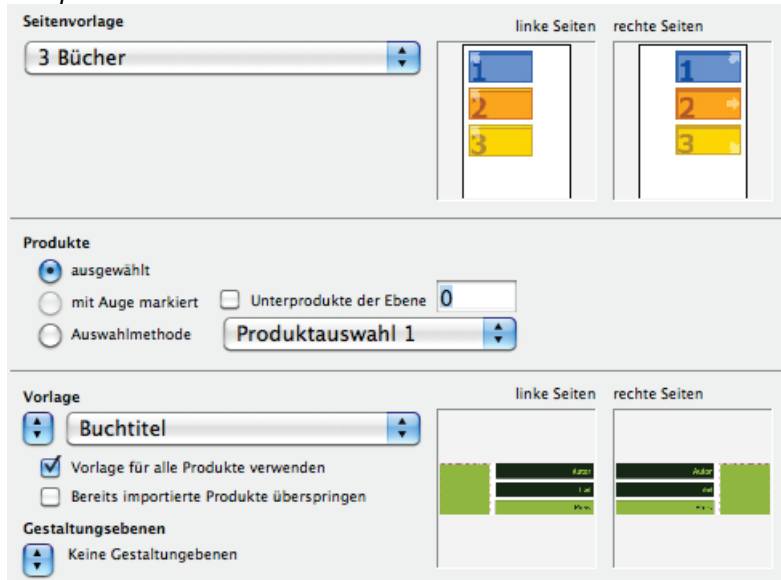 Seitenvorlage
linke Seiten rechte Seiten
3 Bücher
1 1
2 2
3 3
Produkte
ausgewählt
mit Auge markiert Unterprodukte der Ebene 0
Auswahlmethode Produktauswahl 1
Vorlage
linke Seiten rechte Seiten
Buchtitel
Vorlage für alle Produkte verwenden
Bereits importierte Produkte überspringen
Autor Autor
Gestaltungsebenen
Keine Gestaltungebenen